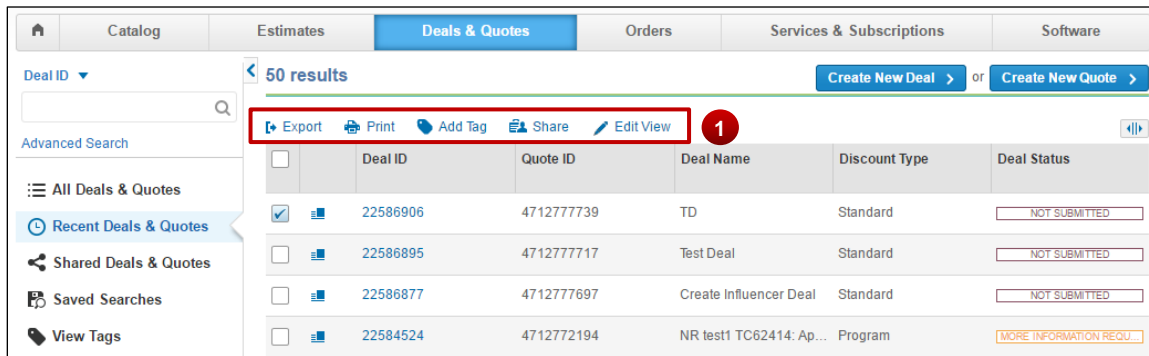 Catalog Estimates Deals & Quotes Orders Services & Subscriptions Software
Deal ID
50 results
Create New Deal > or Create New Quote >
Advanced Search
Export Print Add Tag Share Edit View
1
Deal ID Quote ID Deal Name Discount Type Deal Status
All Deals & Quotes
Recent Deals & Quotes
Shared Deals & Quotes
Saved Searches
View Tags
22586906 4712777739 TD Standard NOT SUBMITTED
22586895 4712777717 Test Deal Standard NOT SUBMITTED
22586877 4712777697 Create Influencer Deal Standard NOT SUBMITTED
22584524 4712772194 NR test1 TC62414: Ap... Program MORE INFORMATION REQU...